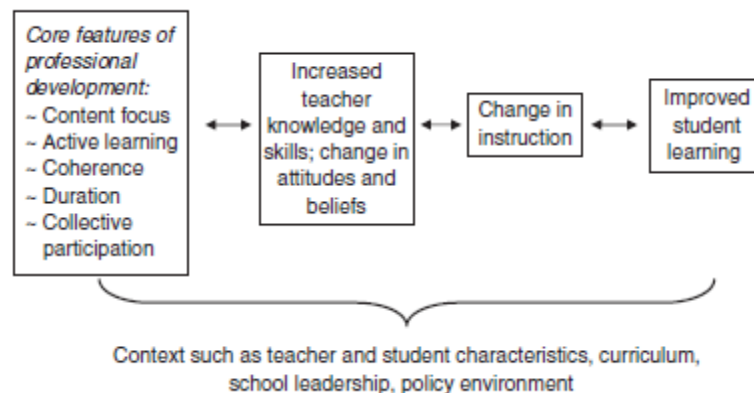 Core features of
professional
development:
~ Content focus
~ Active learning
~ Coherence
~ Duration
~ Collective
participation
Increased
teacher
knowledge and
skills; change in
attitudes and
beliefs
Change in
instruction
Improved
student
learning
Context such as teacher and student characteristics, curriculum,
school leadership, policy environment